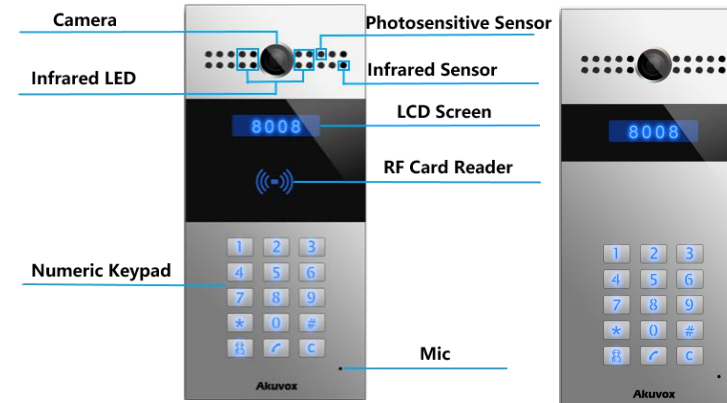 Camera
Photosensitive Sensor
Infrared LED
Infrared Sensor
LCD Screen
8008
8008
RF Card Reader
Numeric Keypad
1 2 3
4 5 6
7 8 9
* 0 #
C
1 2 3
4 5 6
7 8 9
* 0 #
C
Mic
Akuvox
Akuvox